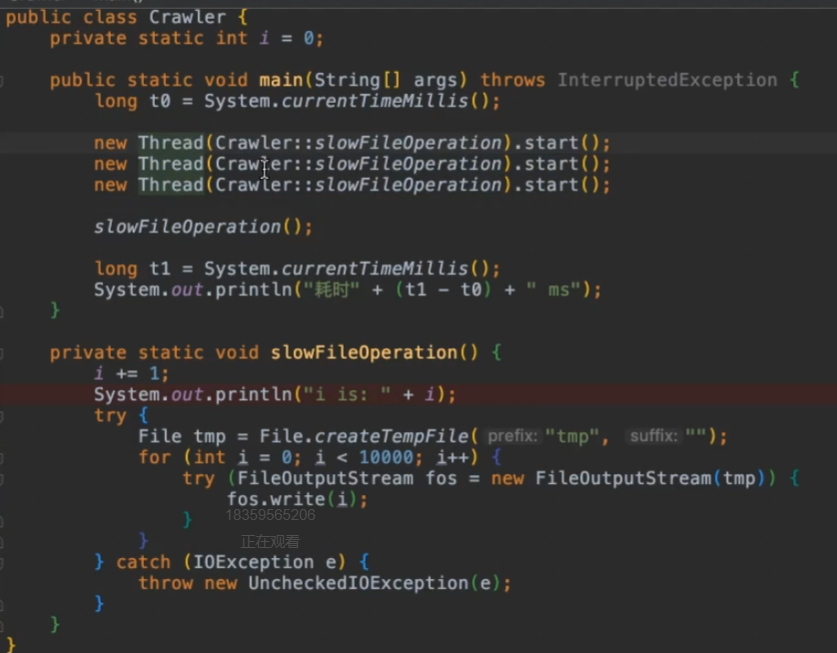 public class Crawler {
private static int i = 0;
public static void main(String[] args) throws InterruptedException {
long t0 = System.currentTimeMillis();
new Thread(Crawler::slowFileOperation).start();
new Thread(Crawler::slowFileOperation).start();
new Thread(Crawler::slowFileOperation).start();
slowFileOperation();
long t1 = System.currentTimeMillis();
System.out.println("耗时" + (t1 - t0) + " ms");
}
private static void slowFileOperation() {
i += 1;
System.out.println("i is: " + i);
try {
File tmp = File.createTempFile( prefix: "tmp", suffix: "");
for (int i = 0; i < 10000; i++) {
try (FileOutputStream fos = new FileOutputStream(tmp)) {
fos.write(i);
18359565206
}
正在观看
}
} catch (IOException e) {
throw new UncheckedIOException(e);
}
}
}